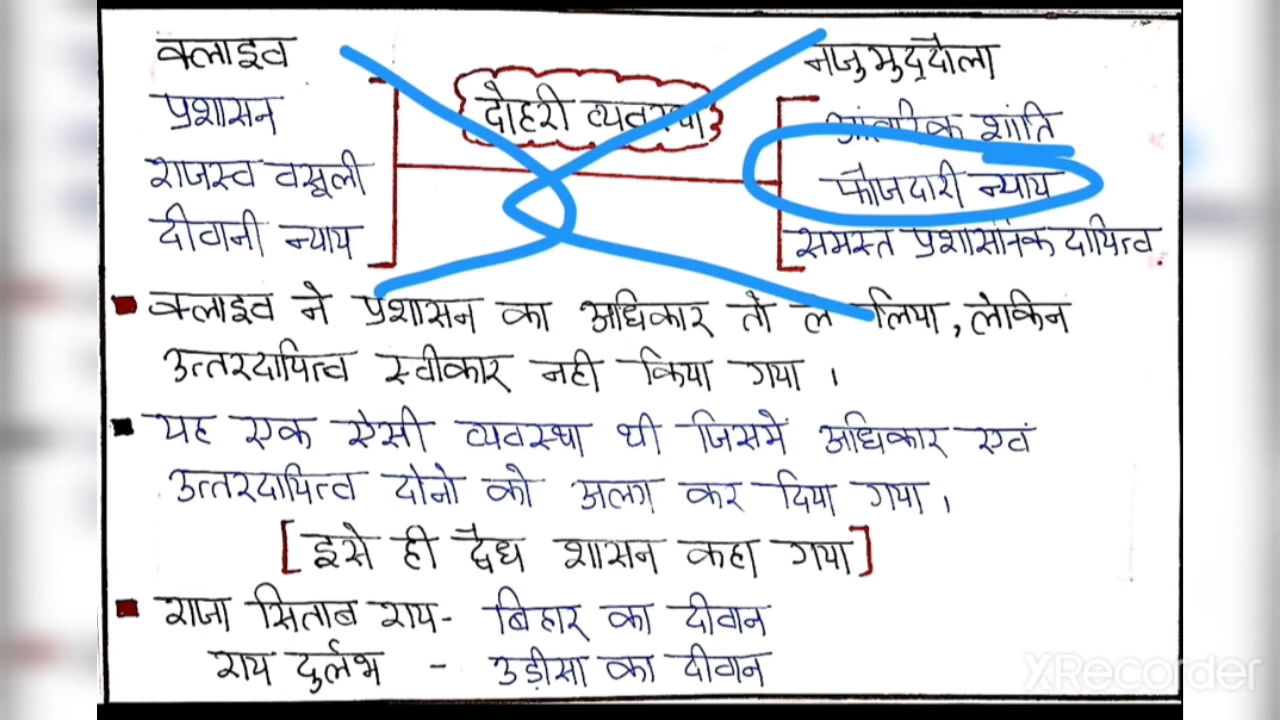 क्लाइव
नजुमुद्दौला
दोहरी व्यवस्था
प्रशासन
आंतरिक शांति
राजस्व वसूली
फौजदारी न्याय
दीवानी न्याय
समस्त प्रशासनिक दायित्व
क्लाइव ने प्रशासन का अधिकार तो ले लिया, लेकिन
उत्तरदायित्व स्वीकार नही किया गया ।
यह एक ऐसी व्यवस्था थी जिसमें अधिकार एवं
उत्तरदायित्व दोनो को अलग कर दिया गया ।
[इसे ही द्वैध शासन कहा गया]
राजा सिताब राय- बिहार का दीवान
राय दुर्लभ - उड़ीसा का दीवान
XRecorder